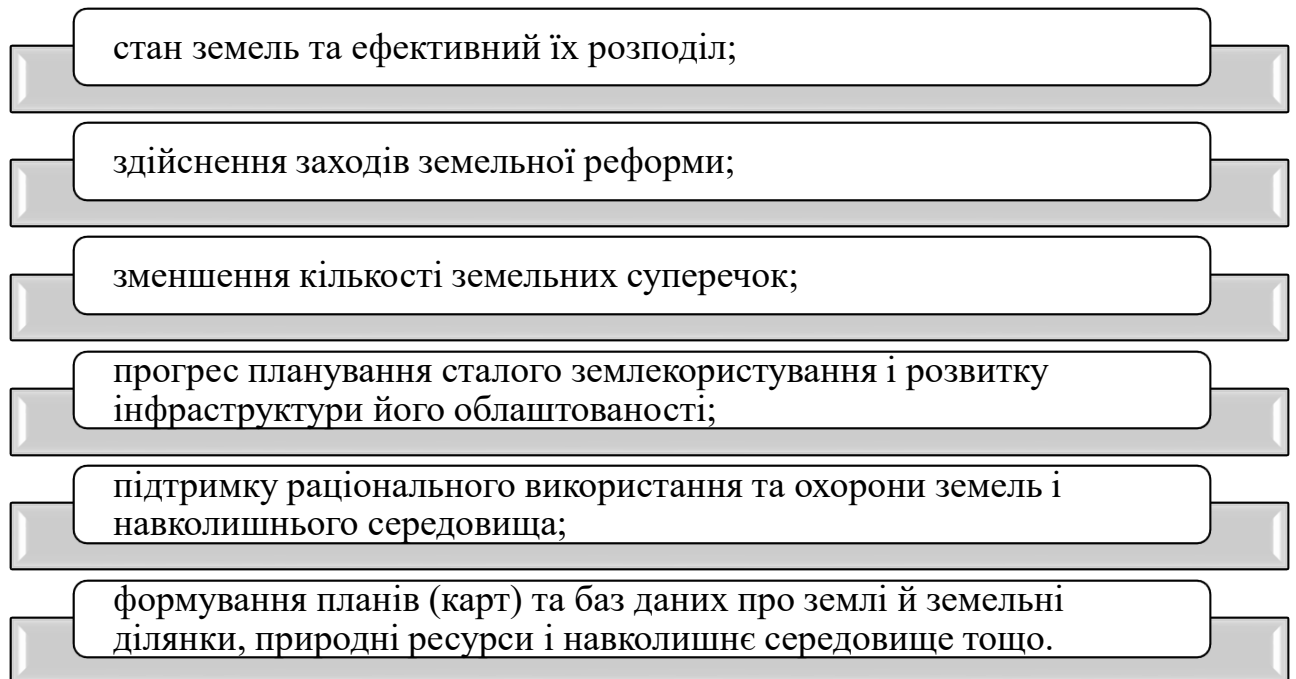 стан земель та ефективний їх розподіл;
здійснення заходів земельної реформи;
зменшення кількості земельних суперечок;
прогрес планування сталого землекористування і розвитку
інфраструктури його облаштованості;
підтримку раціонального використання та охорони земель і
навколишнього середовища;
формування планів (карт) та баз даних про землі й земельні
ділянки, природні ресурси і навколишнє середовище тощо.